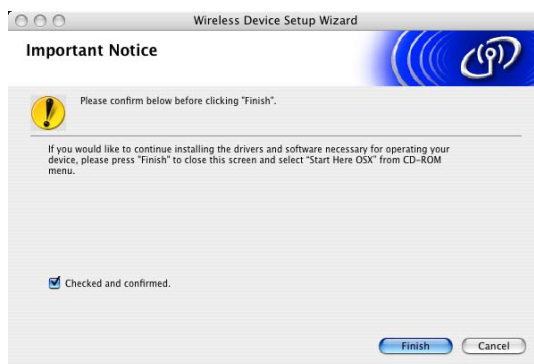 Wireless Device Setup Wizard
Important Notice
Please confirm below before clicking "Finish".
If you would like to continue installing the drivers and software necessary for operating your
device, please press "Finish" to close this screen and select "Start Here OSX" from CD-ROM
menu.
Checked and confirmed.
Finish
Cancel